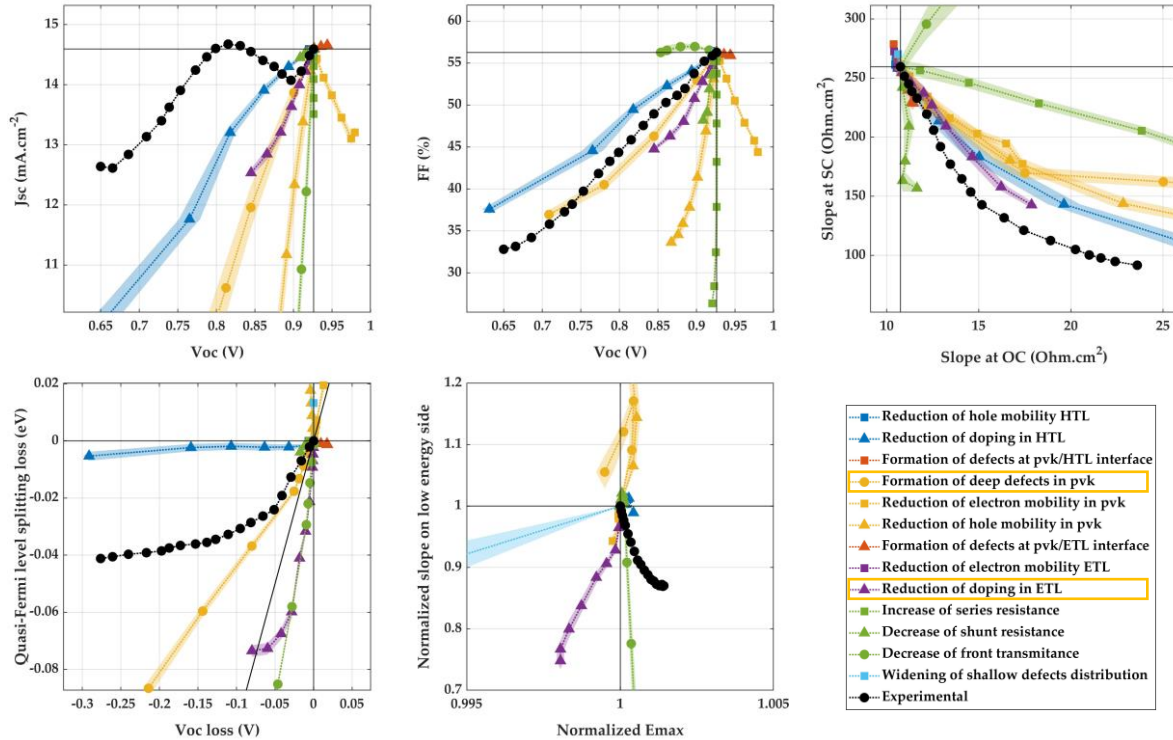 15
14
13
12
11
0.65
0.7
0.75
0.8
0.85
0.9
0.95
1
Jsc (mA.cm-2)
Voc (V)
60
55
50
45
40
35
30
0.65
0.7
0.75
0.8
0.85
0.9
0.95
1
FF (%)
Voc (V)
300
250
200
150
100
10
15
20
25
Slope at SC (Ohm.cm2)
Slope at OC (Ohm.cm2)
0.02
0
-0.02
-0.04
-0.06
-0.08
-0.3
-0.25
-0.2
-0.15
-0.1
-0.05
0
0.05
Quasi-Fermi level splitting loss (eV)
Voc loss (V)
1.2
1.1
1
0.9
0.8
0.7
0.995
1
1.005
Normalized slope on low energy side
Normalized Emax
Reduction of hole mobility HTL
Reduction of doping in HTL
Formation of defects at pvk/HTL interface
Formation of deep defects in pvk
Reduction of electron mobility in pvk
Reduction of hole mobility in pvk
Formation of defects at pvk/ETL interface
Reduction of electron mobility ETL
Reduction of doping in ETL
Increase of series resistance
Decrease of shunt resistance
Decrease of front transmitance
Widening of shallow defects distribution
Experimental